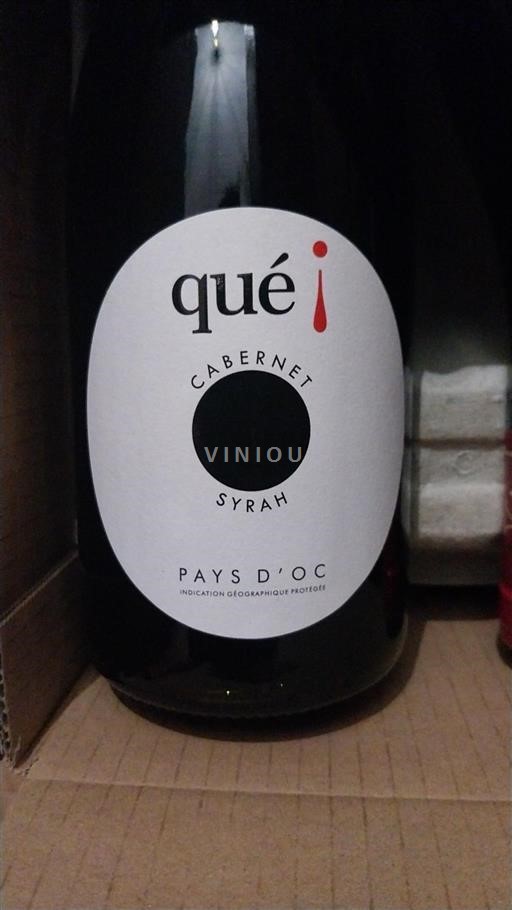 qué ¡
CABERNET
VINIOU
SYRAH
PAYS D'OC
INDICATION GÉOGRAPHIQUE PROTÉGÉE